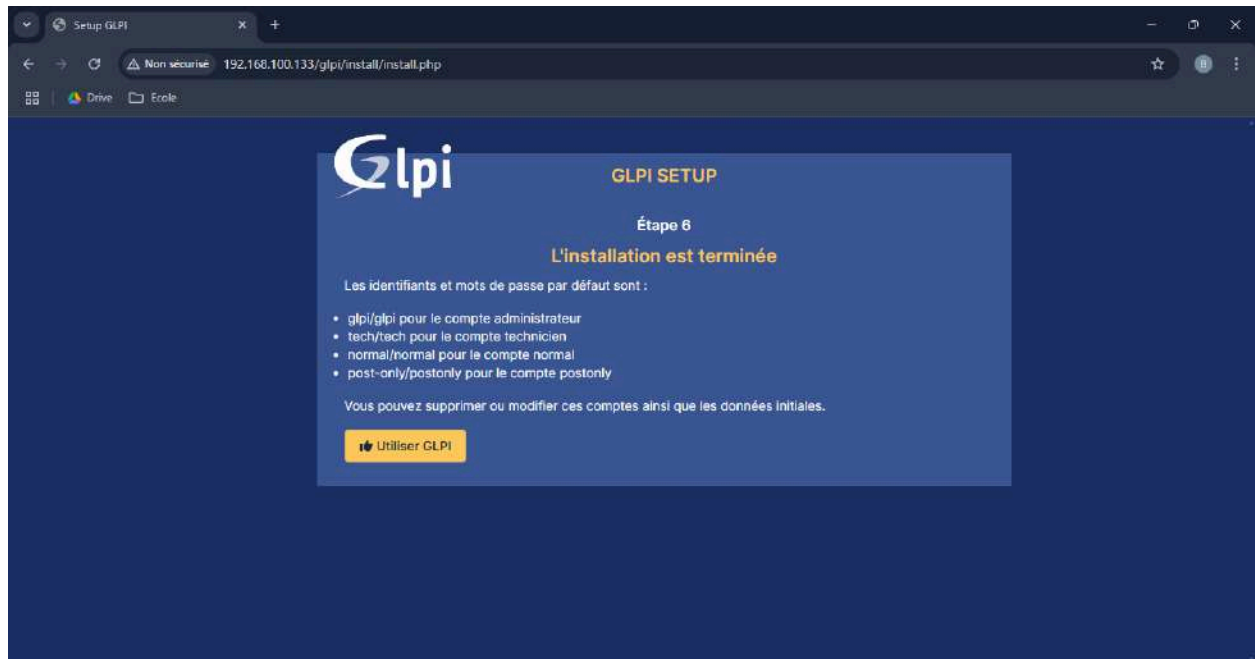 Setup GLPI
Non sécurisé 192.168.100.133/glpi/install/install.php
B
Drive Ecole
Glpi
GLPI SETUP
Étape 6
L'installation est terminée
Les identifiants et mots de passe par défaut sont :
• glpi/glpi pour le compte administrateur
• tech/tech pour le compte technicien
• normal/normal pour le compte normal
• post-only/postonly pour le compte postonly
Vous pouvez supprimer ou modifier ces comptes ainsi que les données initiales.
Utiliser GLPI